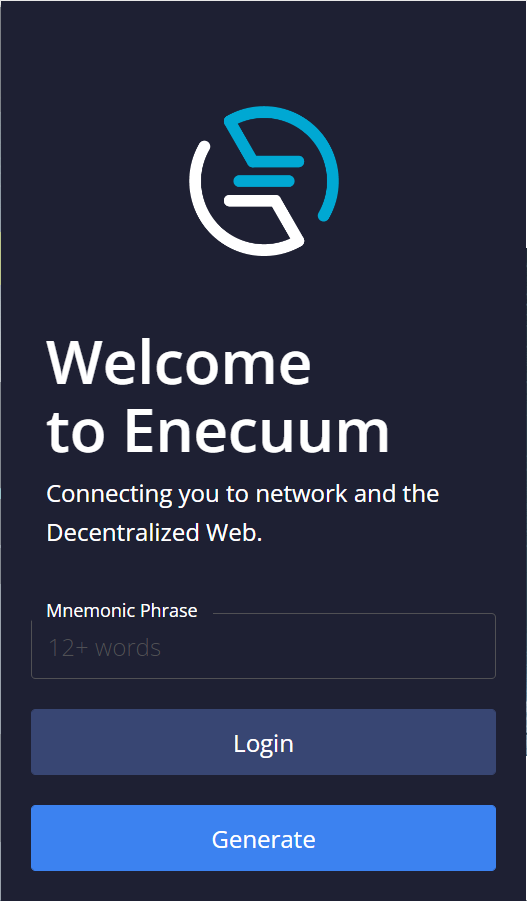 Welcome
to Enecuum
Connecting you to network and the
Decentralized Web.
Mnemonic Phrase
12+ words
Login
Generate